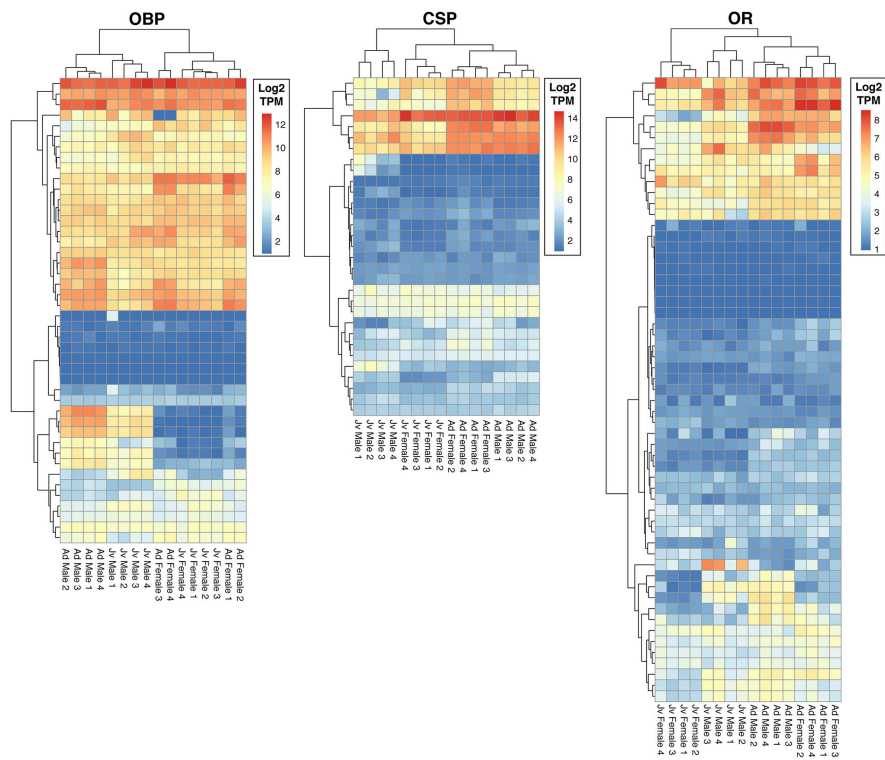 OBP
CSP
OR
Log2
TPM
12
10
8
6
4
2
Log2
TPM
14
12
10
8
6
4
2
Log2
TPM
8
7
6
5
4
3
2
1
Ad Male 2
Ad Male 3
Ad Male 1
Ad Male 4
Jv Male 1
Jv Male 2
Jv Male 3
Jv Male 4
Ad Female 3
Ad Female 4
Jv Female 4
Jv Female 1
Jv Female 2
Jv Female 3
Ad Female 1
Ad Female 2
Jv Male 1
Jv Male 2
Jv Male 3
Jv Male 4
Jv Female 4
Jv Female 3
Jv Female 1
Jv Female 2
Ad Female 2
Ad Female 4
Ad Female 1
Ad Female 3
Ad Male 1
Ad Male 3
Ad Male 2
Ad Male 4
Jv Female 4
Jv Female 3
Jv Female 1
Jv Female 2
Jv Male 3
Jv Male 4
Jv Male 1
Jv Male 2
Ad Male 2
Ad Male 4
Ad Male 1
Ad Male 3
Ad Female 2
Ad Female 4
Ad Female 1
Ad Female 3